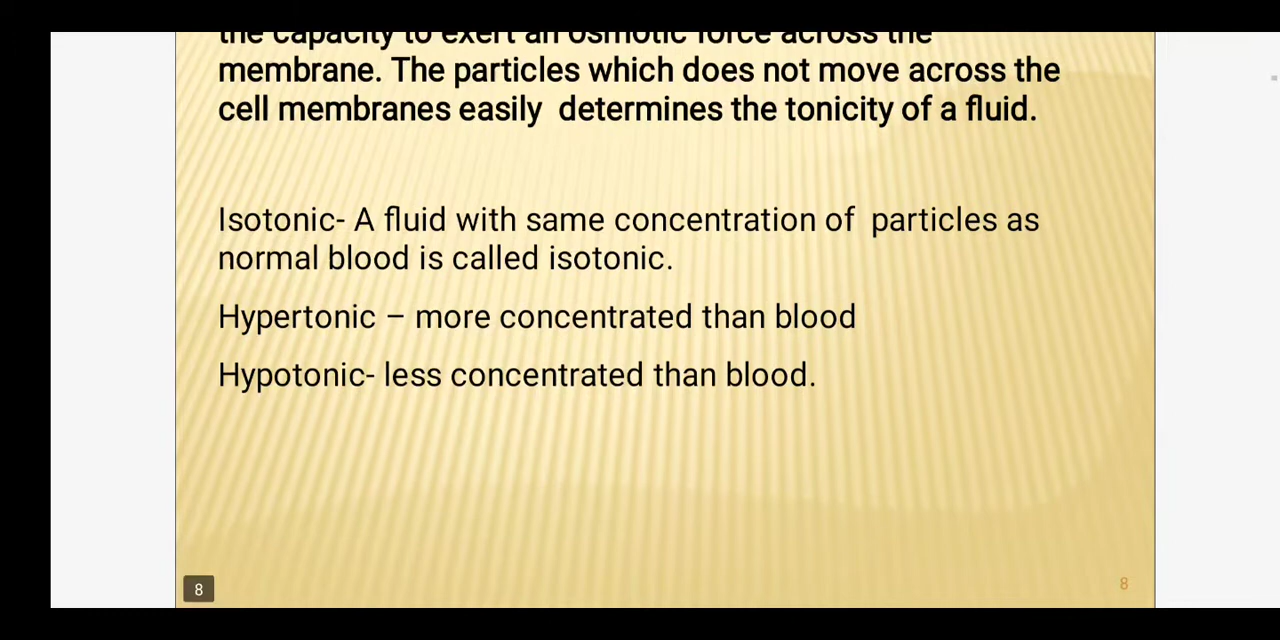 the capacity to exert an osmotic force across the
membrane. The particles which does not move across the
cell membranes easily  determines the tonicity of a fluid.
Isotonic- A fluid with same concentration of  particles as
normal blood is called isotonic.
Hypertonic – more concentrated than blood
Hypotonic- less concentrated than blood.
8
8